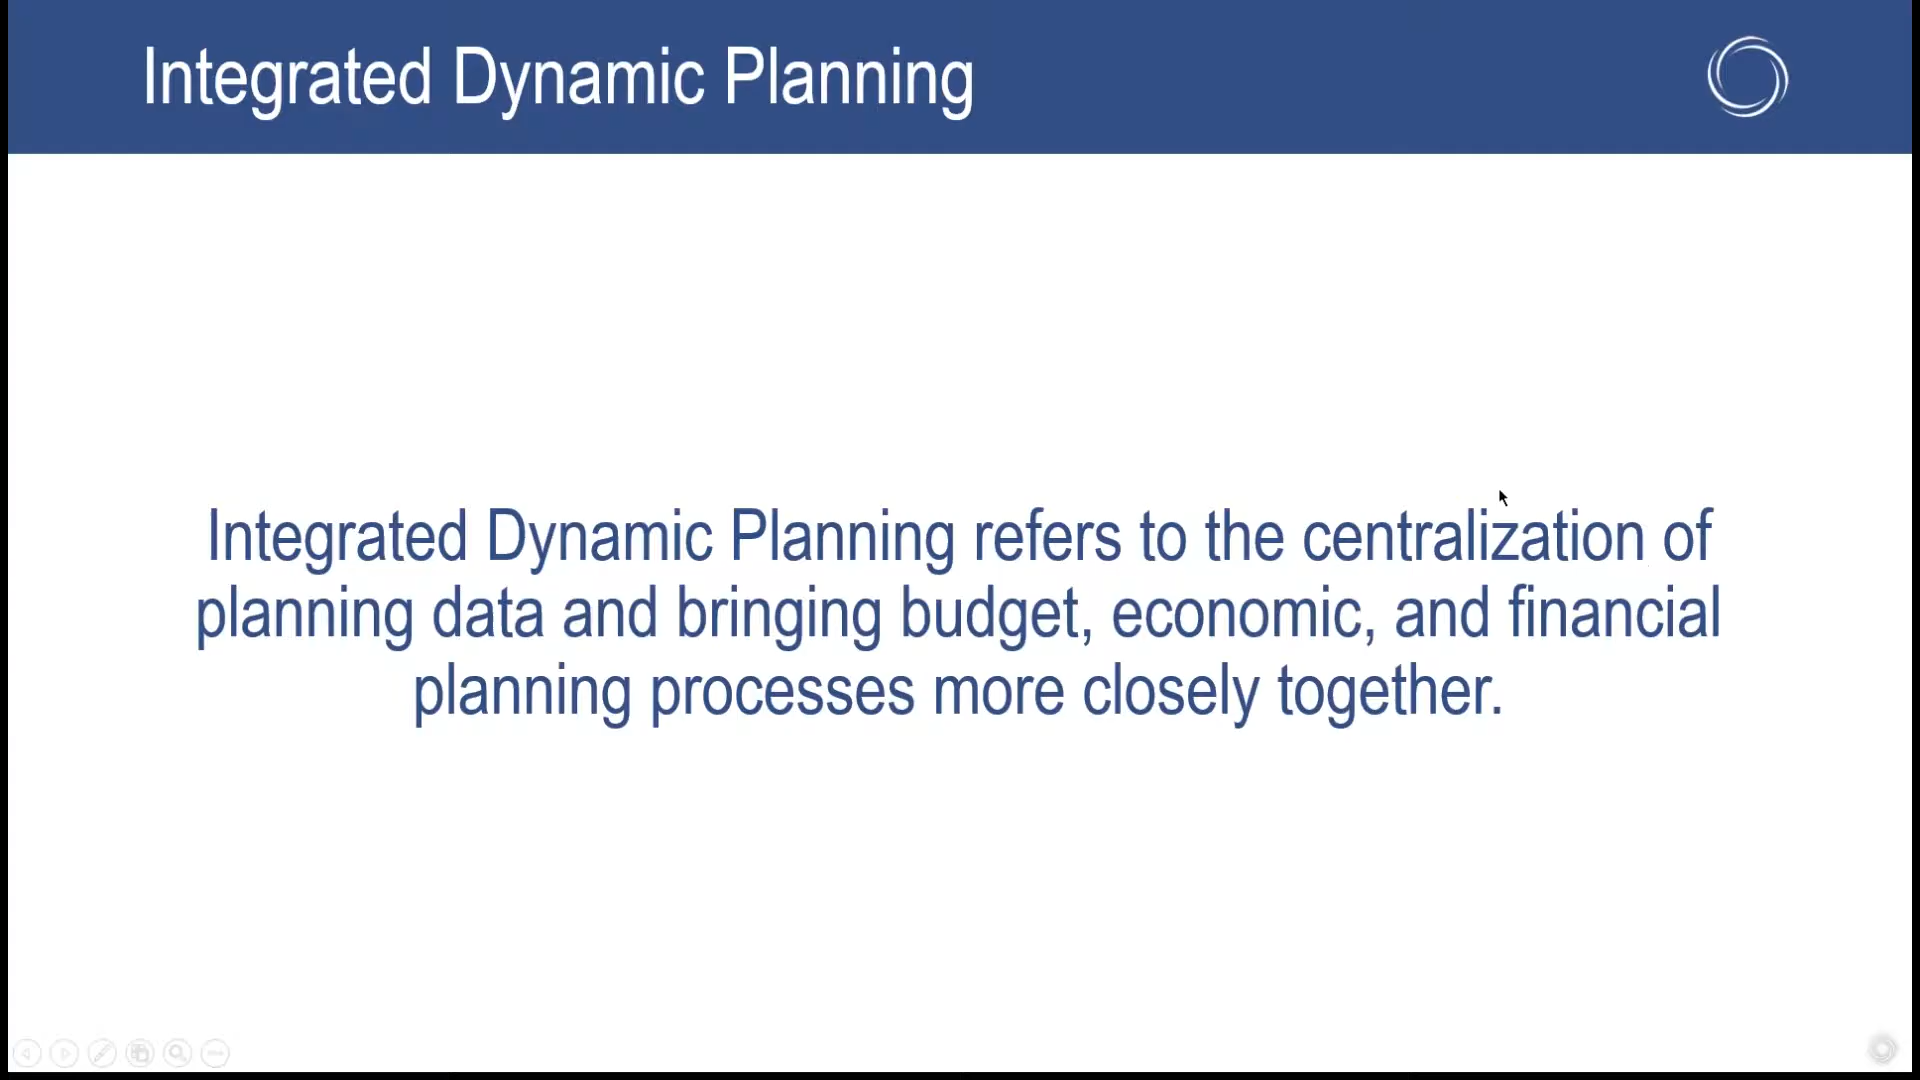 Integrated Dynamic Planning
Integrated Dynamic Planning refers to the centralization of
planning data and bringing budget, economic, and financial
planning processes more closely together.